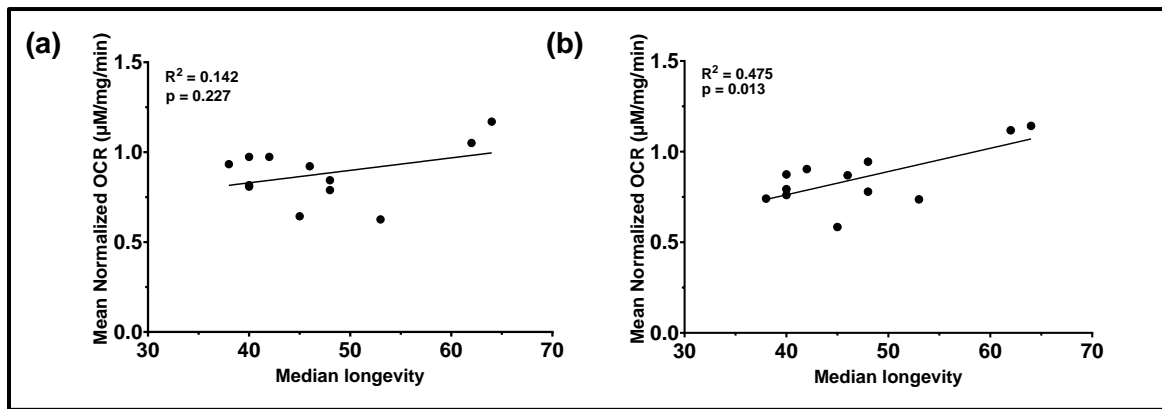 (a)
Mean Normalized OCR (µM/mg/min)
1.5
1.0
0.5
0.0
R² = 0.142
p = 0.227
30
40
50
60
70
Median longevity
(b)
Mean Normalized OCR (µM/mg/min)
1.5
1.0
0.5
0.0
R² = 0.475
p = 0.013
30
40
50
60
70
Median longevity